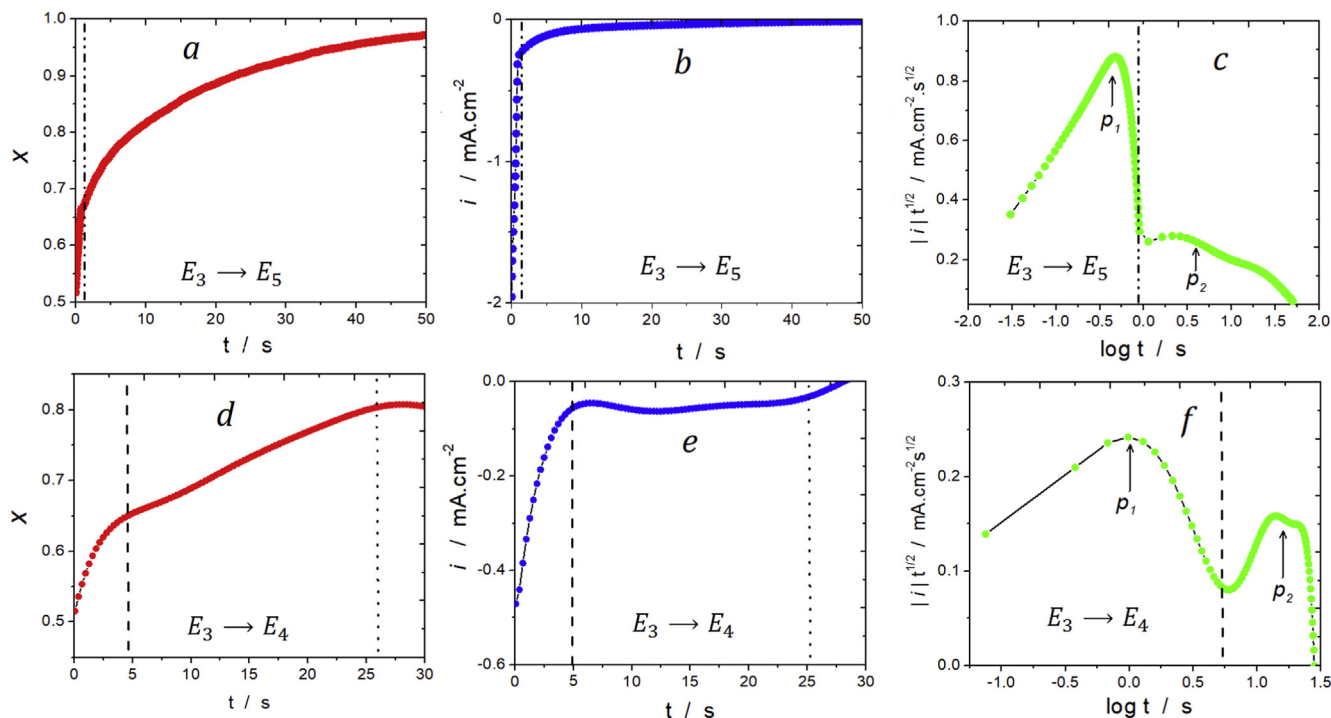 a
E₃ → E₅
X
1.0
0.9
0.8
0.7
0.6
0.5
0 10 20 30 40 50
t / s
b
E₃ → E₅
i / mA.cm⁻²
0
-1
-2
0 10 20 30 40 50
t / s
c
p₁
p₂
E₃ → E₅
| i | t^1/2 / mA.cm⁻².s^1/2
1.0
0.8
0.6
0.4
0.2
-2.0 -1.5 -1.0 -0.5 0.0 0.5 1.0 1.5 2.0
log t / s
d
E₃ → E₄
X
0.8
0.7
0.6
0.5
0 5 10 15 20 25 30
t / s
e
E₃ → E₄
i / mA.cm⁻²
0.0
-0.2
-0.4
-0.6
0 5 10 15 20 25 30
t / s
f
p₁
p₂
E₃ → E₄
| i | t^1/2 / mA.cm⁻²s^1/2
0.3
0.2
0.1
0.0
-1.0 -0.5 0.0 0.5 1.0 1.5
log t / s